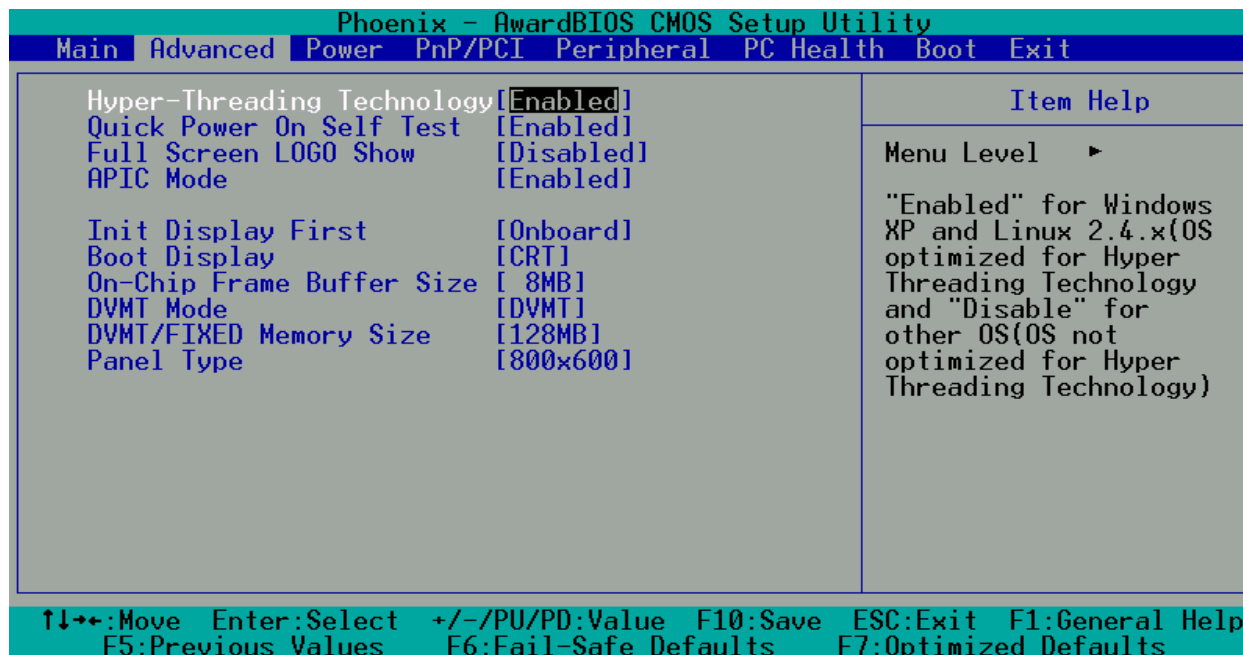 Phoenix - AwardBIOS CMOS Setup Utility
Main Advanced Power PnP/PCI Peripheral PC Health Boot Exit
Hyper-Threading Technology[Enabled]
Quick Power On Self Test [Enabled]
Full Screen LOGO Show [Disabled]
APIC Mode [Enabled]
Init Display First [Onboard]
Boot Display [CRT]
On-Chip Frame Buffer Size [ 8MB]
DVMT Mode [DVMT]
DVMT/FIXED Memory Size [128MB]
Panel Type [800x600]
Item Help
Menu Level ►
"Enabled" for Windows
XP and Linux 2.4.x(OS
optimized for Hyper
Threading Technology
and "Disable" for
other OS(OS not
optimized for Hyper
Threading Technology)
↑↓→←:Move Enter:Select +/-/PU/PD:Value F10:Save ESC:Exit F1:General Help
F5:Previous Values F6:Fail-Safe Defaults F7:Optimized Defaults